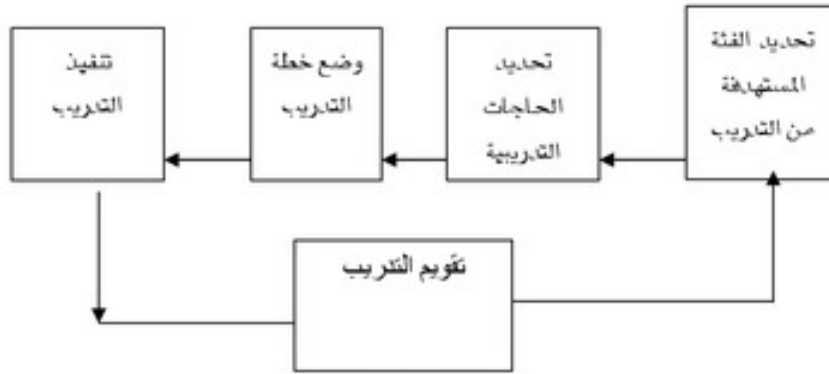 تحديد الفئة
المستهدفة
من التدريب
تحديد
الحاجات
التدريبية
وضع خطة
التدريب
تنفيذ
التدريب
تقويم التدريب